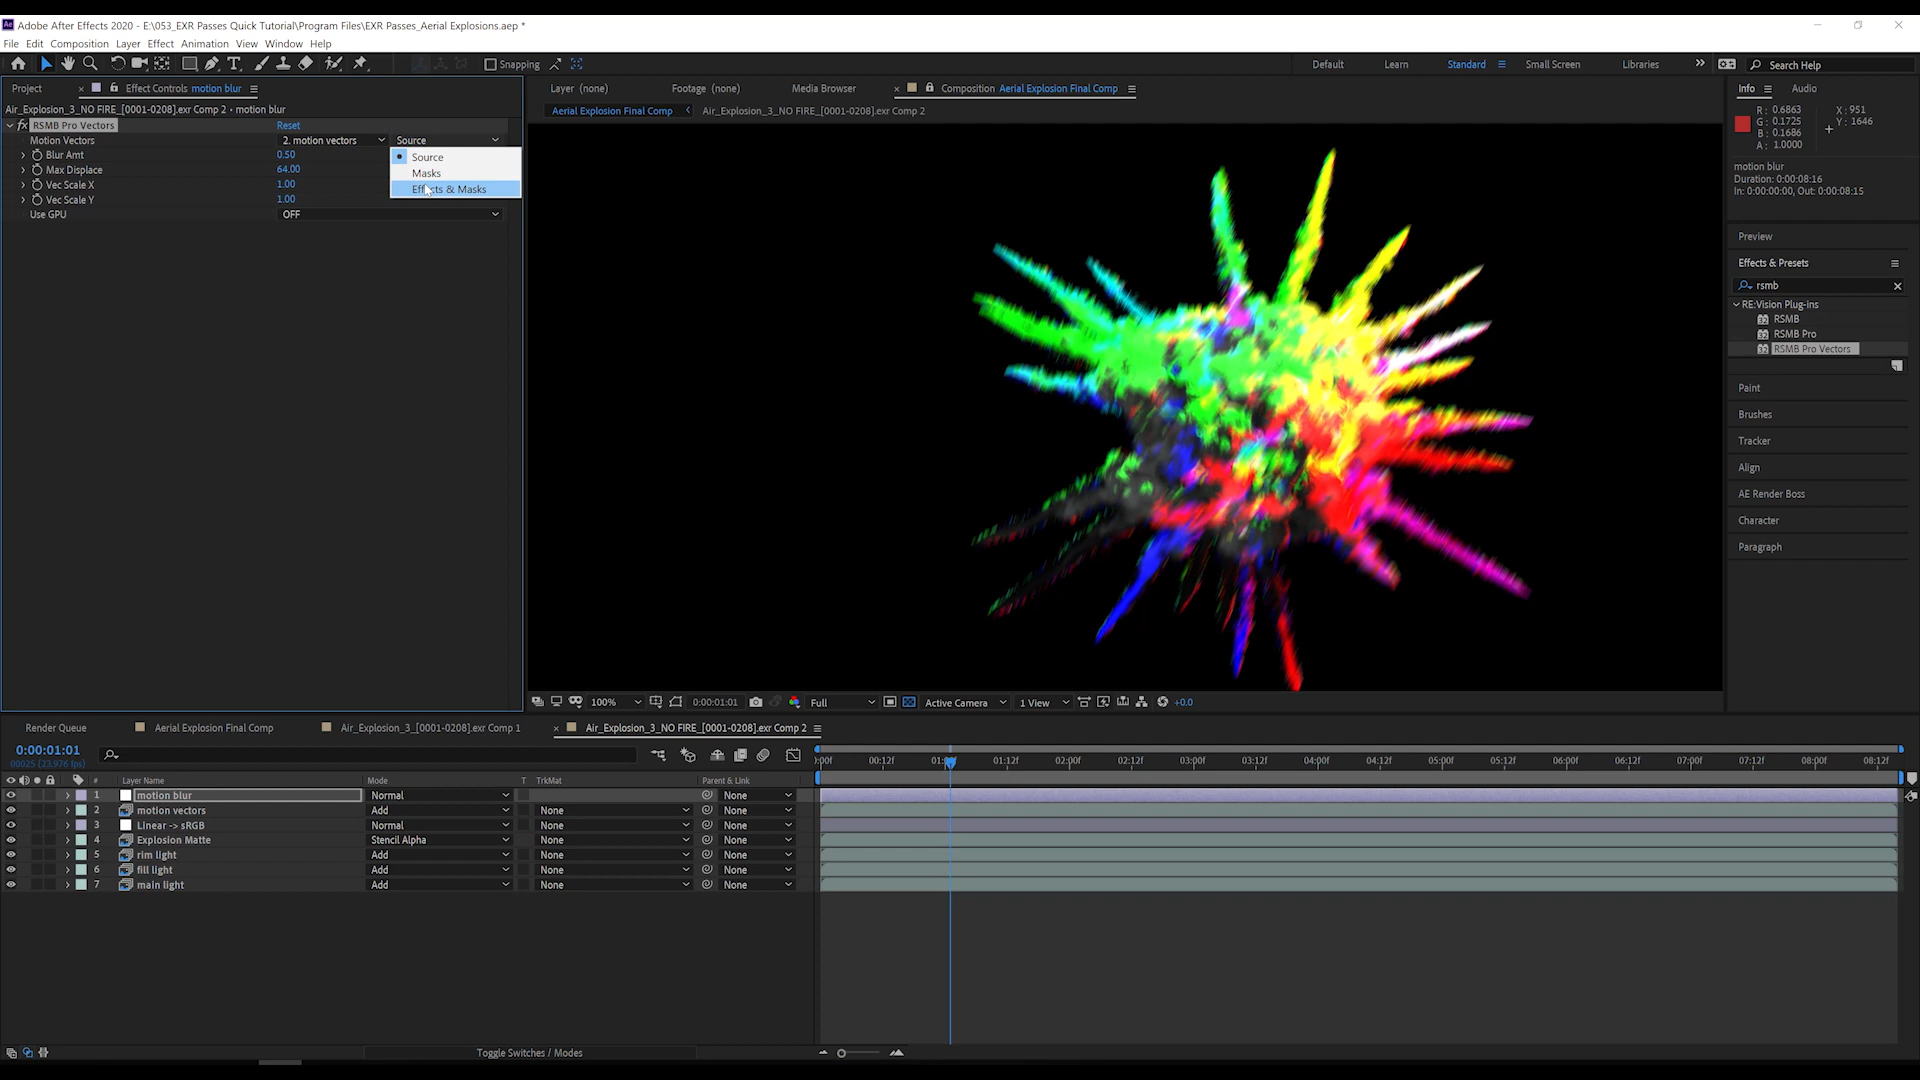 Adobe After Effects 2020 - E:\053_EXR Passes Quick Tutorial\Program Files\EXR Passes_Aerial Explosions.aep *
File Edit Composition Layer Effect Animation View Window Help
Snapping
Default Learn Standard Small Screen Libraries Search Help
Project Effect Controls motion blur
Air_Explosion_3_NO FIRE_[0001-0208].exr Comp 2 • motion blur
fx RSMB Pro Vectors Reset
Motion Vectors 2. motion vectors Source
Blur Amt 0.50
Max Displace 64.00
Vec Scale X 1.00
Vec Scale Y 1.00
Use GPU OFF
Source
Masks
Effects & Masks
Layer (none) Footage (none) Media Browser Composition Aerial Explosion Final Comp
Aerial Explosion Final Comp Air_Explosion_3_NO FIRE_[0001-0208].exr Comp 2
100% 0:00:01:01 Full Active Camera 1 View +0.0
Info Audio
R: 0.6863 X: 951
G: 0.1725 Y: 1646
B: 0.1686
A: 1.0000
motion blur
Duration: 0:00:08:16
In: 0:00:00:00, Out: 0:00:08:15
Preview
Effects & Presets
rsmb
RE:Vision Plug-ins
32 RSMB
32 RSMB Pro
32 RSMB Pro Vectors
Paint
Brushes
Tracker
Align
AE Render Boss
Character
Paragraph
Render Queue Aerial Explosion Final Comp Air_Explosion_3_[0001-0208].exr Comp 1 Air_Explosion_3_NO FIRE_[0001-0208].exr Comp 2
0:00:01:01
00025 (23.976 fps)
:00f 00:12f 01:00f 01:12f 02:00f 02:12f 03:00f 03:12f 04:00f 04:12f 05:00f 05:12f 06:00f 06:12f 07:00f 07:12f 08:00f 08:12f
# Layer Name Mode T TrkMat Parent & Link
1 motion blur Normal None
2 motion vectors Add None None
3 Linear -> sRGB Normal None None
4 Explosion Matte Stencil Alpha None None
5 rim light Add None None
6 fill light Add None None
7 main light Add None None
Toggle Switches / Modes